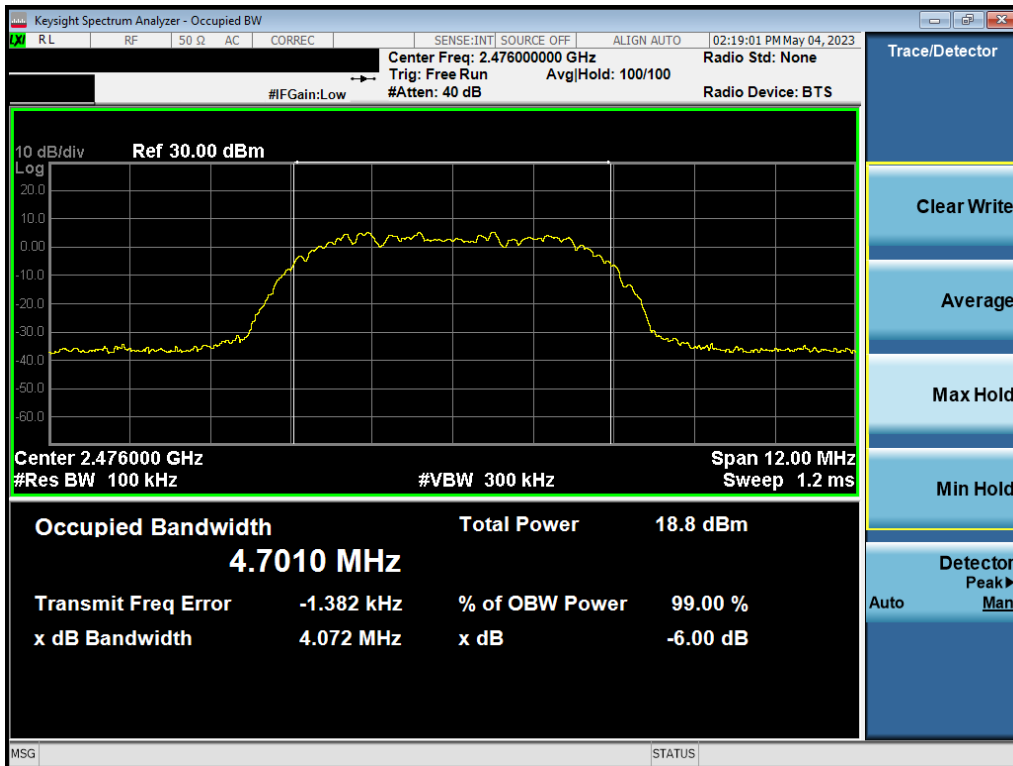 Keysight Spectrum Analyzer - Occupied BW
LXI RL RF 50 Ω AC CORREC SENSE:INT SOURCE OFF ALIGN AUTO 02:19:01 PM May 04, 2023
Center Freq: 2.476000000 GHz Radio Std: None
Trig: Free Run Avg|Hold: 100/100
#IFGain:Low #Atten: 40 dB Radio Device: BTS
10 dB/div Ref 30.00 dBm
Log
20.0
10.0
0.00
-10.0
-20.0
-30.0
-40.0
-50.0
-60.0
Center 2.476000 GHz Span 12.00 MHz
#Res BW 100 kHz #VBW 300 kHz Sweep 1.2 ms
Occupied Bandwidth Total Power 18.8 dBm
4.7010 MHz
Transmit Freq Error -1.382 kHz % of OBW Power 99.00 %
x dB Bandwidth 4.072 MHz x dB -6.00 dB
MSG STATUS
Trace/Detector
Clear Write
Average
Max Hold
Min Hold
Detector
Peak▶
Auto Man